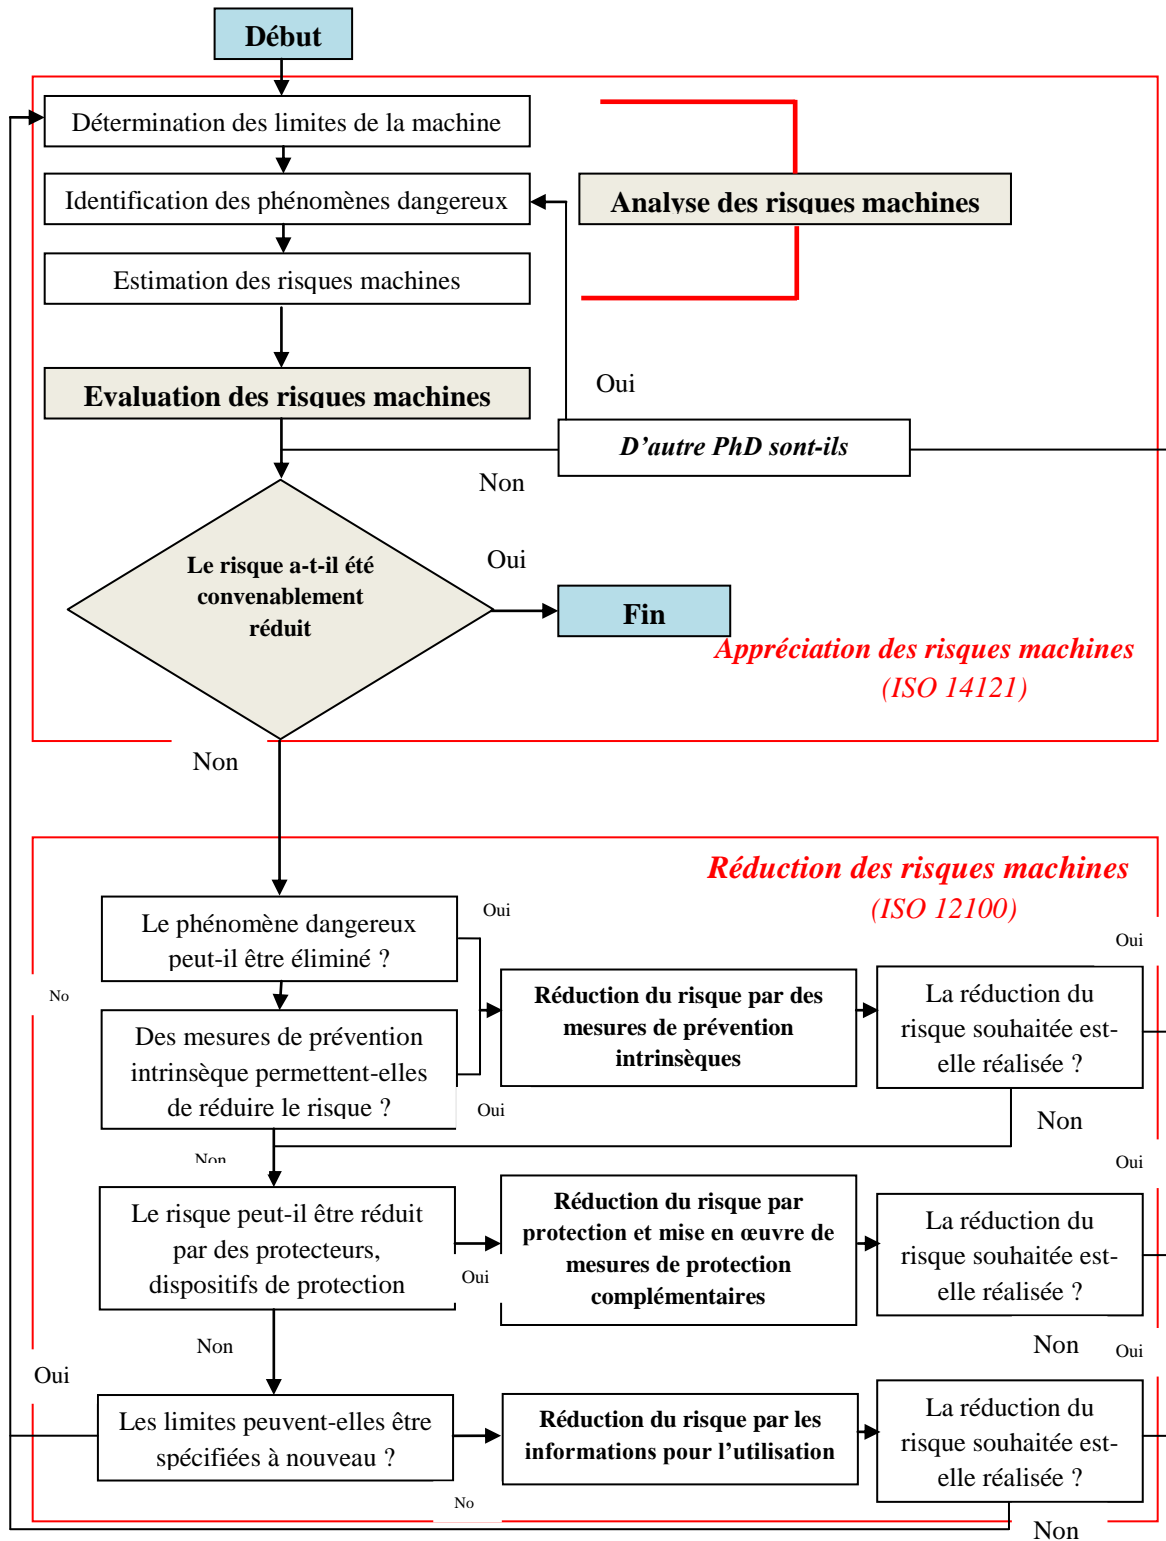 Début
Détermination des limites de la machine
Identification des phénomènes dangereux
Analyse des risques machines
Estimation des risques machines
Evaluation des risques machines
Oui
D'autre PhD sont-ils
Non
Le risque a-t-il été
convenablement
réduit
Oui
Fin
Appréciation des risques machines
(ISO 14121)
Non
Réduction des risques machines
(ISO 12100)
Le phénomène dangereux
peut-il être éliminé ?
Oui
Oui
No
Des mesures de prévention
intrinsèque permettent-elles
de réduire le risque ?
Oui
Réduction du risque par des
mesures de prévention
intrinsèques
La réduction du
risque souhaitée est-
elle réalisée ?
Non
Non
Oui
Le risque peut-il être réduit
par des protecteurs,
dispositifs de protection
Oui
Réduction du risque par
protection et mise en œuvre de
mesures de protection
complémentaires
La réduction du
risque souhaitée est-
elle réalisée ?
Non
Non
Oui
Oui
Les limites peuvent-elles être
spécifiées à nouveau ?
No
Réduction du risque par les
informations pour l'utilisation
La réduction du
risque souhaitée est-
elle réalisée ?
Non